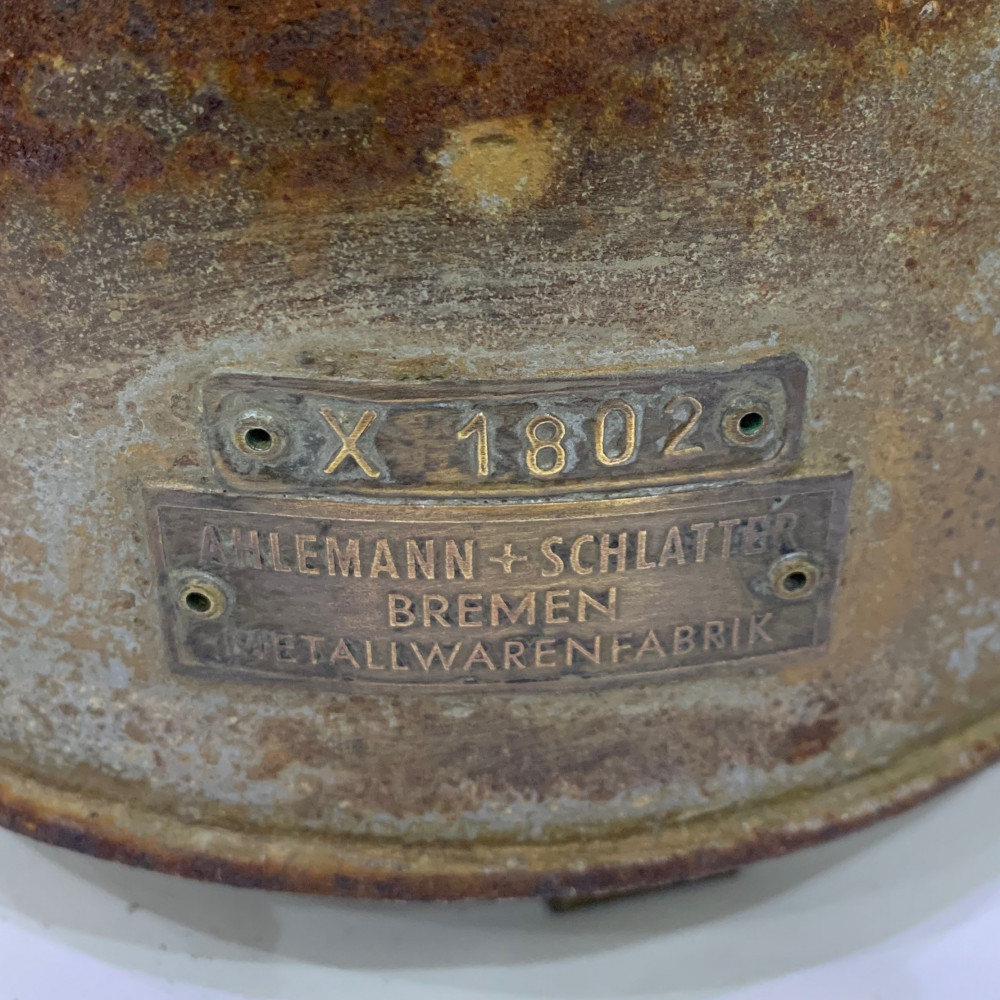 X 1802
AHLEMANN + SCHLATTER
BREMEN
METALLWARENFABRIK